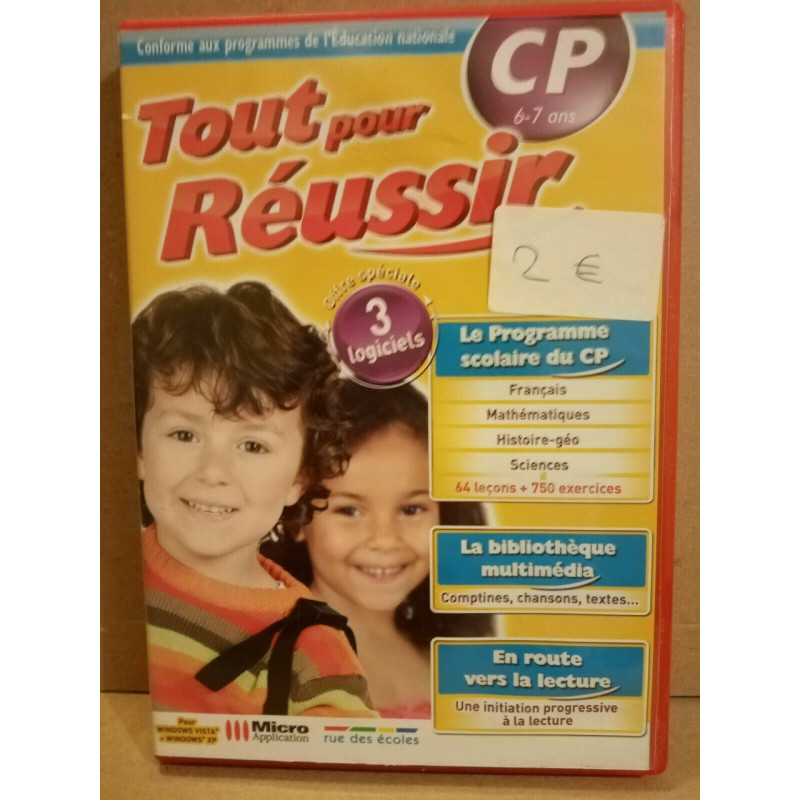 Conforme aux programmes de l'Éducation nationale
CP
6-7 ans
Tout pour
Réussir
2 €
Offre spéciale
3
logiciels
Le Programme
scolaire du CP
Français
Mathématiques
Histoire-géo
Sciences
64 leçons + 750 exercices
La bibliothèque
multimédia
Comptines, chansons, textes...
En route
vers la lecture
Une initiation progressive
à la lecture
Pour
WINDOWS VISTA®
+ WINDOWS® XP
Micro
Application
rue des écoles